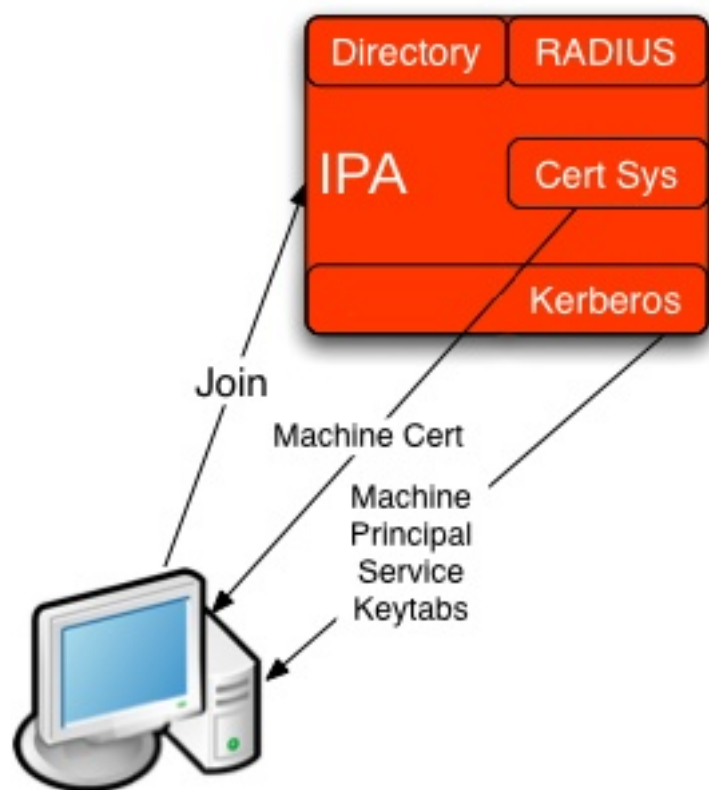 Directory
RADIUS
IPA
Cert Sys
Kerberos
Join
Machine Cert
Machine
Principal
Service
Keytabs